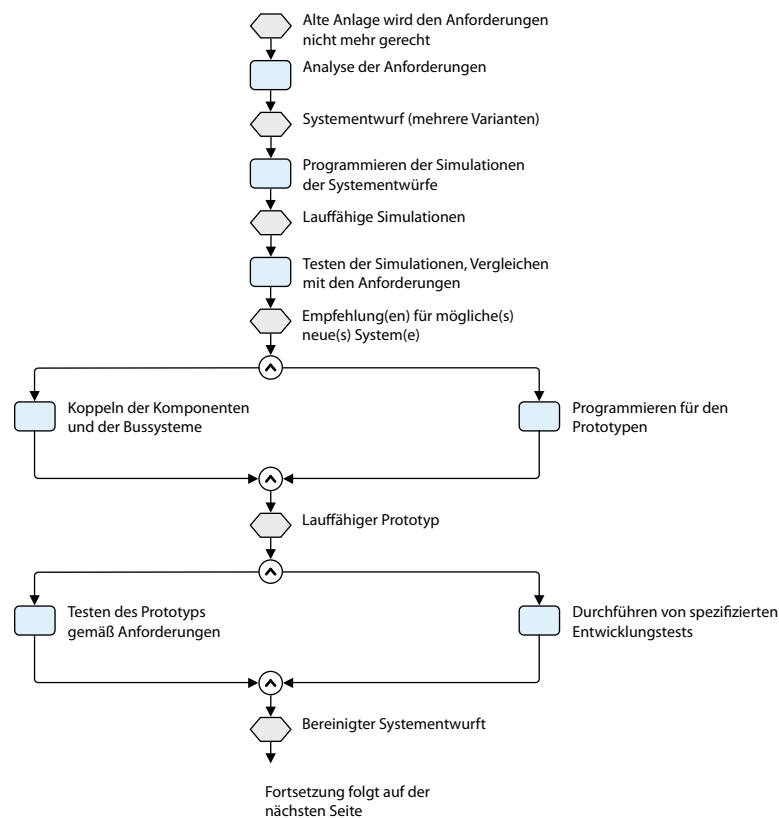 Alte Anlage wird den Anforderungen
nicht mehr gerecht
Analyse der Anforderungen
Systementwurf (mehrere Varianten)
Programmieren der Simulationen
der Systementwürfe
Lauffähige Simulationen
Testen der Simulationen, Vergleichen
mit den Anforderungen
Empfehlung(en) für mögliche(s)
neue(s) System(e)
Koppeln der Komponenten
und der Bussysteme
Programmieren für den
Prototypen
Lauffähiger Prototyp
Testen des Prototyps
gemäß Anforderungen
Durchführen von spezifizierten
Entwicklungstests
Bereinigter Systementwurft
Fortsetzung folgt auf der
nächsten Seite